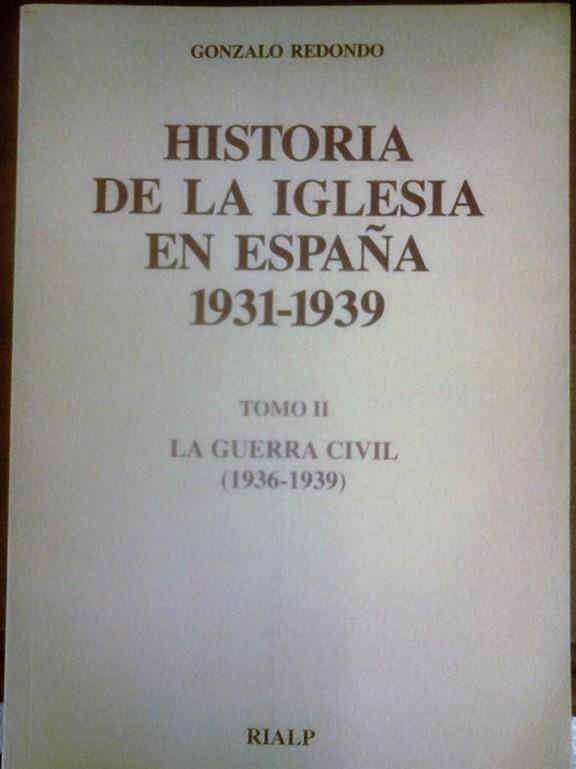 GONZALO REDONDO
HISTORIA
DE LA IGLESIA
EN ESPAÑA
1931-1939
TOMO II
LA GUERRA CIVIL
(1936-1939)
RIALP